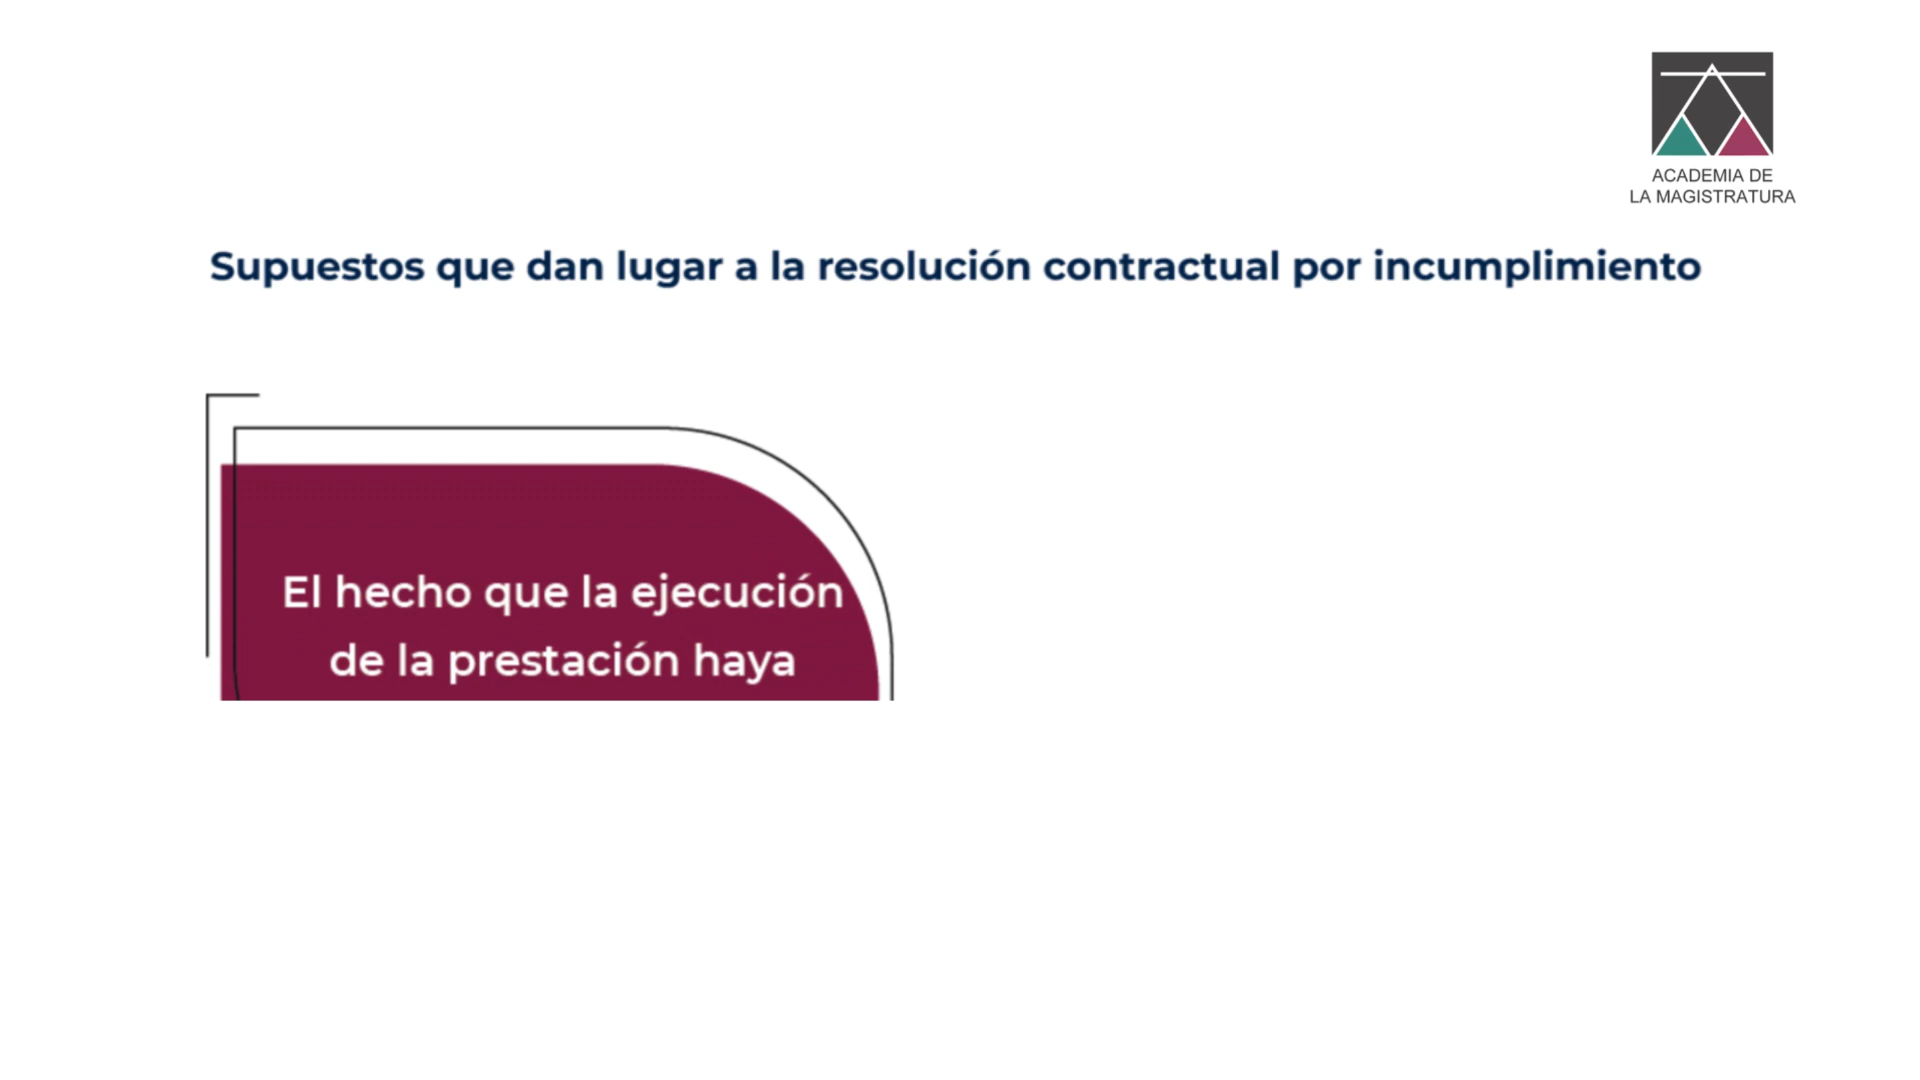 ACADEMIA DE
LA MAGISTRATURA
Supuestos que dan lugar a la resolución contractual por incumplimiento
El hecho que la ejecución
de la prestación haya